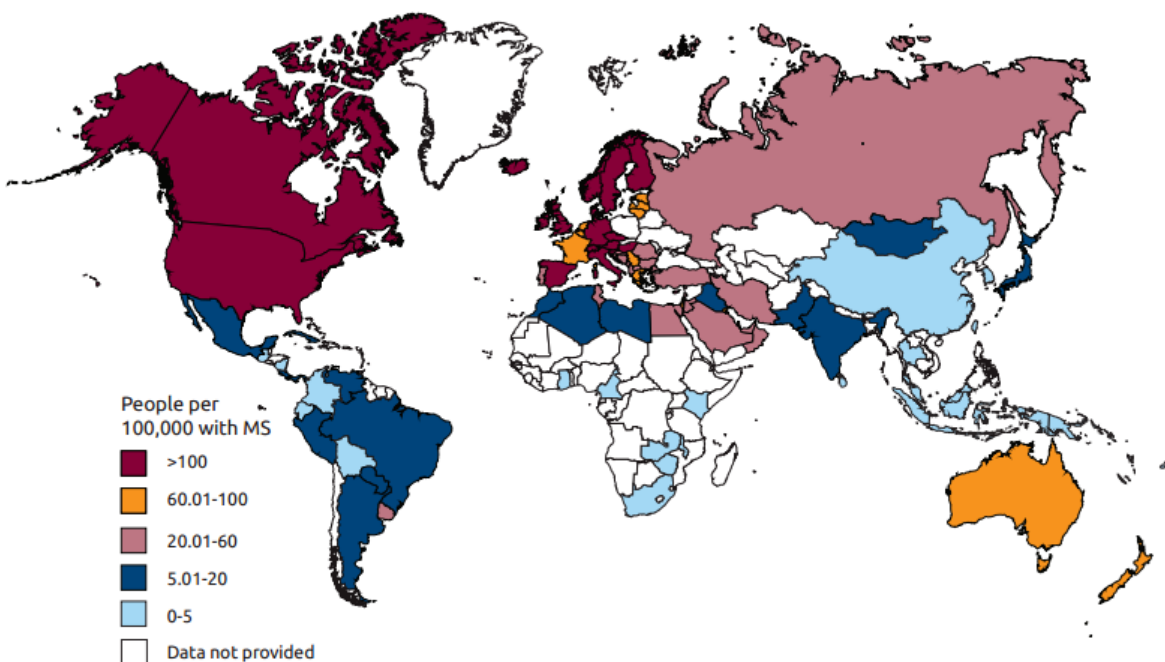 People per
100,000 with MS
>100
60.01-100
20.01-60
5.01-20
0-5
Data not provided